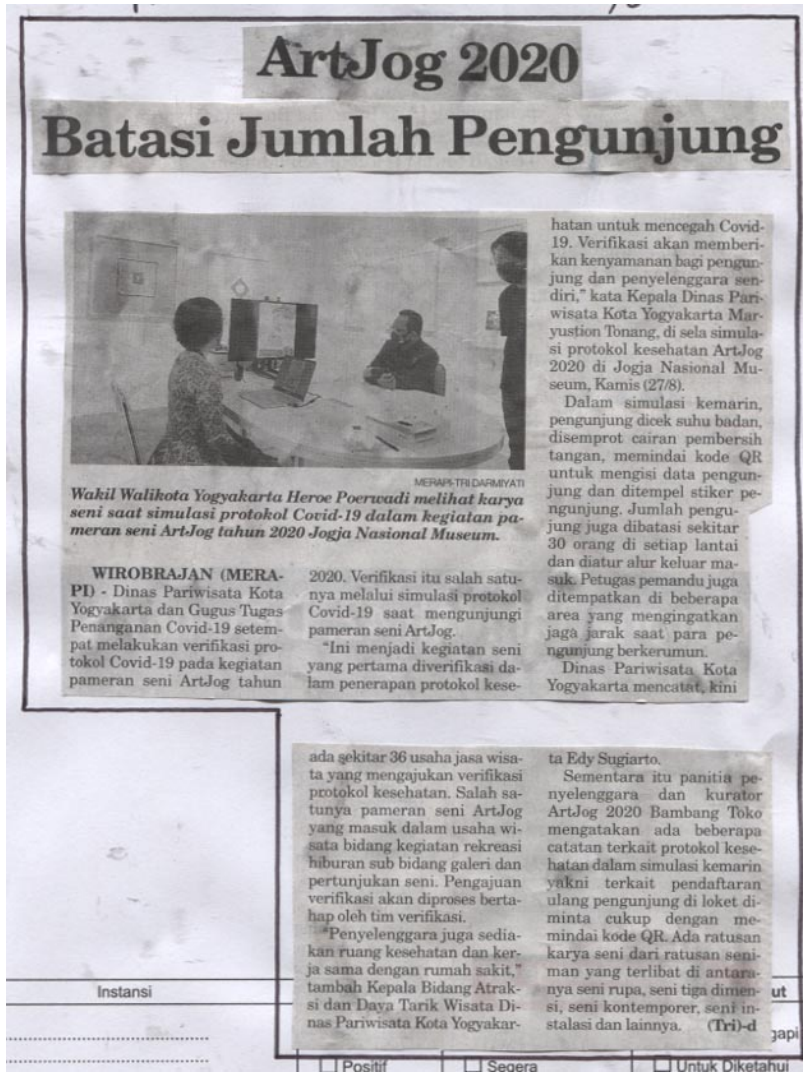 ArtJog 2020
Batasi Jumlah Pengunjung
MERAPI-TRI DARMIYATI
Wakil Walikota Yogyakarta Heroe Poerwadi melihat karya
seni saat simulasi protokol Covid-19 dalam kegiatan pa-
meran seni ArtJog tahun 2020 Jogja Nasional Museum.
WIROBRAJAN (MERA-
PI) - Dinas Pariwisata Kota
Yogyakarta dan Gugus Tugas
Penanganan Covid-19 setem-
pat melakukan verifikasi pro-
tokol Covid-19 pada kegiatan
pameran seni ArtJog tahun
2020. Verifikasi itu salah satu-
nya melalui simulasi protokol
Covid-19 saat mengunjungi
pameran seni ArtJog.
"Ini menjadi kegiatan seni
yang pertama diverifikasi da-
lam penerapan protokol kese-
hatan untuk mencegah Covid-
19. Verifikasi akan memberi-
kan kenyamanan bagi pengun-
jung dan penyelenggara sen-
diri," kata Kepala Dinas Pari-
wisata Kota Yogyakarta Mar-
yustion Tonang, di sela simula-
si protokol kesehatan ArtJog
2020 di Jogja Nasional Mu-
seum, Kamis (27/8).
Dalam simulasi kemarin,
pengunjung dicek suhu badan,
disemprot cairan pembersih
tangan, memindai kode QR
untuk mengisi data pengun-
jung dan ditempel stiker pe-
ngunjung. Jumlah pengu-
jung juga dibatasi sekitar
30 orang di setiap lantai
dan diatur alur keluar ma-
suk. Petugas pemandu juga
ditempatkan di beberapa
area yang mengingatkan
jaga jarak saat para pe-
ngunjung berkerumun.
Dinas Pariwisata Kota
Yogyakarta mencatat, kini
ada sekitar 36 usaha jasa wisa-
ta yang mengajukan verifikasi
protokol kesehatan. Salah sa-
tunya pameran seni ArtJog
yang masuk dalam usaha wi-
sata bidang kegiatan rekreasi
hiburan sub bidang galeri dan
pertunjukan seni. Pengajuan
verifikasi akan diproses berta-
hap oleh tim verifikasi.
"Penyelenggara juga sedia-
kan ruang kesehatan dan ker-
ja sama dengan rumah sakit,"
tambah Kepala Bidang Atrak-
si dan Daya Tarik Wisata Di-
nas Pariwisata Kota Yogyakar-
ta Edy Sugiarto.
Sementara itu panitia pe-
nyelenggara dan kurator
ArtJog 2020 Bambang Toko
mengatakan ada beberapa
catatan terkait protokol kese-
hatan dalam simulasi kemarin
yakni terkait pendaftaran
ulang pengunjung di loket di-
minta cukup dengan me-
mindai kode QR. Ada ratusan
karya seni dari ratusan seni-
man yang terlibat di antara-
nya seni rupa, seni tiga dimen-
si, seni kontemporer, seni in-
stalasi dan lainnya. (Tri)-d
Instansi
ut
gapi
Positif
Segera
Untuk Diketahui